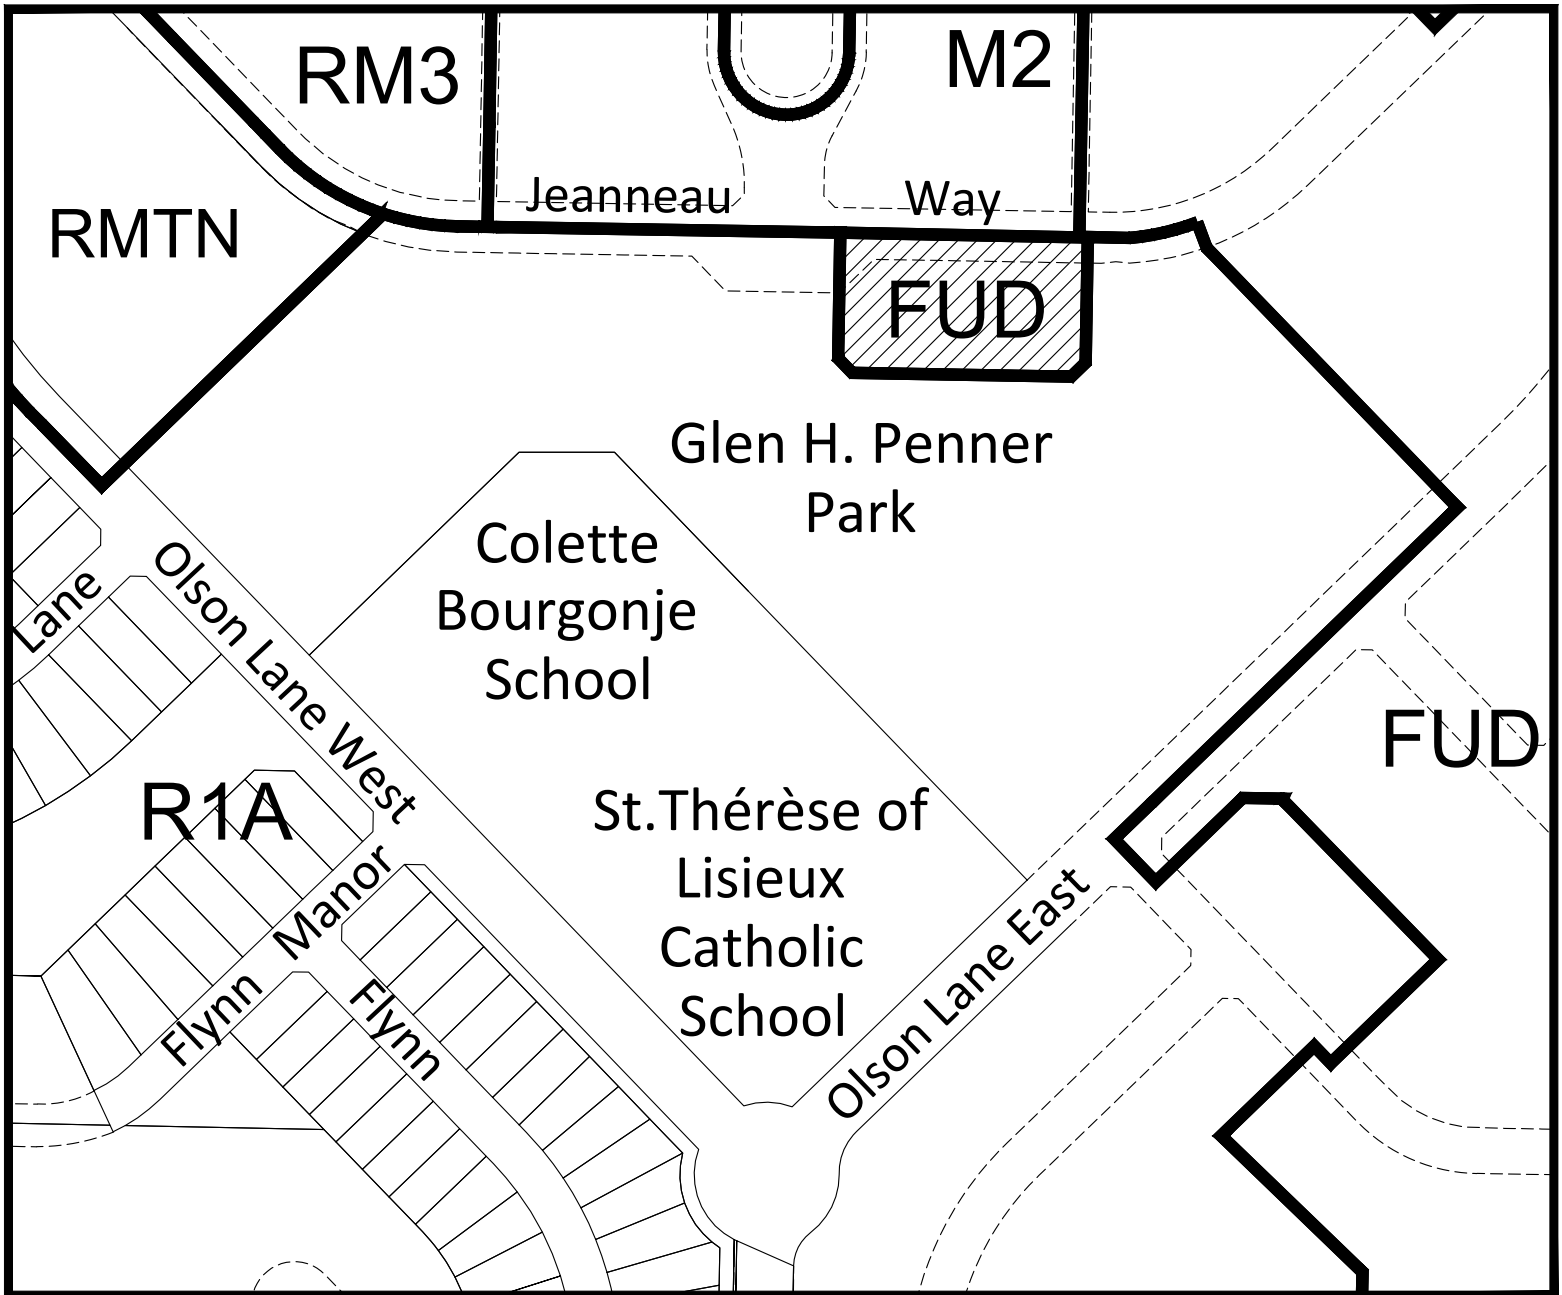 RM3
M2
Jeanneau Way
RMTN
FUD
Glen H. Penner
Park
Colette
Bourgonje
School
Lane
Olson Lane West
FUD
R1A
St.Thérèse of
Lisieux
Catholic
School
Flynn Manor
Flynn
Olson Lane East